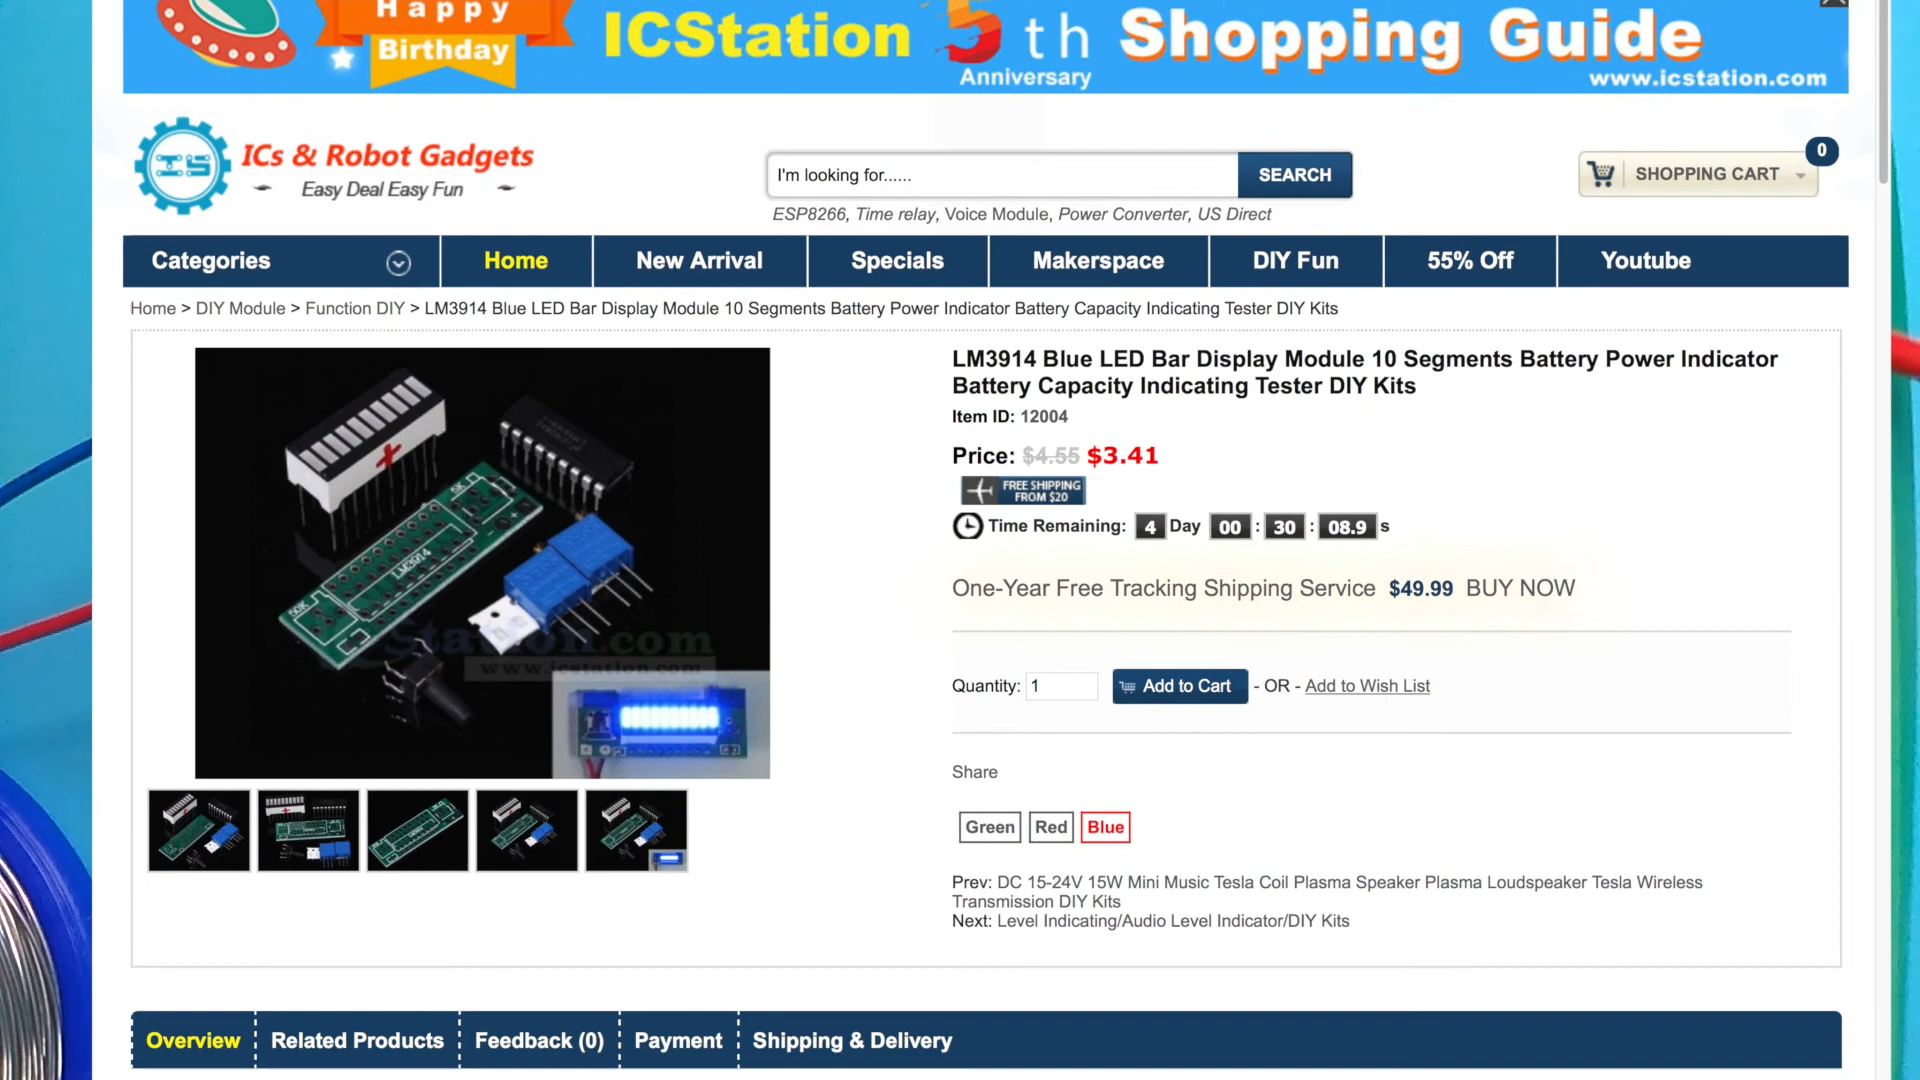 Happy
Birthday
ICStation 5th Shopping Guide
Anniversary
www.icstation.com
IS
ICs & Robot Gadgets
Easy Deal Easy Fun
I'm looking for......
SEARCH
SHOPPING CART
0
ESP8266, Time relay, Voice Module, Power Converter, US Direct
Categories
Home
New Arrival
Specials
Makerspace
DIY Fun
55% Off
Youtube
Home > DIY Module > Function DIY > LM3914 Blue LED Bar Display Module 10 Segments Battery Power Indicator Battery Capacity Indicating Tester DIY Kits
5K
LM3914
50K
www.icstation.com
LM3914 Blue LED Bar Display Module 10 Segments Battery Power Indicator
Battery Capacity Indicating Tester DIY Kits
Item ID: 12004
Price: $4.55 $3.41
FREE SHIPPING
FROM $20
Time Remaining: 4 Day 00 : 30 : 08.9 s
One-Year Free Tracking Shipping Service $49.99 BUY NOW
Quantity: 1 Add to Cart - OR - Add to Wish List
Share
Green Red Blue
Prev: DC 15-24V 15W Mini Music Tesla Coil Plasma Speaker Plasma Loudspeaker Tesla Wireless
Transmission DIY Kits
Next: Level Indicating/Audio Level Indicator/DIY Kits
Overview
Related Products
Feedback (0)
Payment
Shipping & Delivery